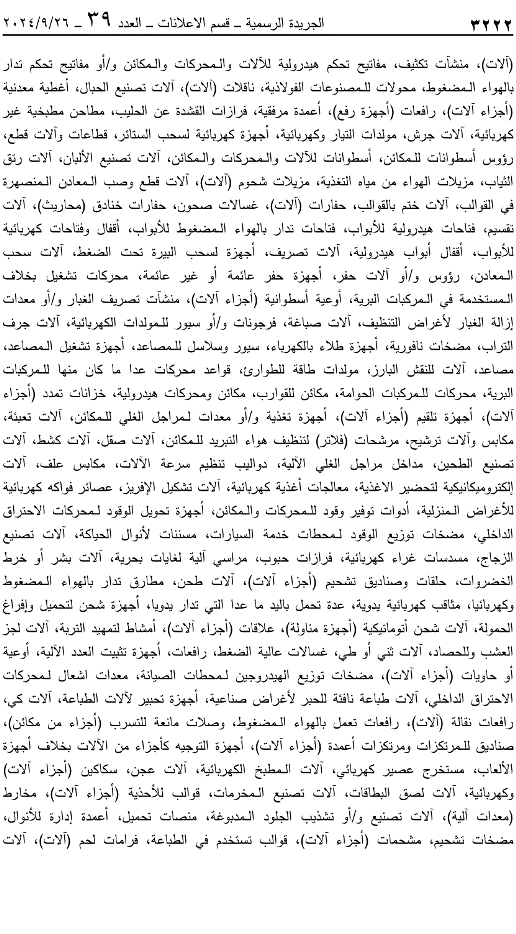 ٣٢٢٢ الجريدة الرسمية – قسم الاعلانات – العدد ٣٩ – ٢٠٢٤/٩/٢٦
(آلات)، منشآت تكثيف، مفاتيح تحكم هيدرولية للآلات والمحركات والمكائن و/أو مفاتيح تحكم تدار
بالهواء المضغوط، محولات للمصنوعات الفولاذية، ناقلات (آلات)، آلات تصنيع الحبال، أغطية معدنية
(أجزاء آلات)، رافعات (أجهزة رفع)، أعمدة مرفقية، فرازات القشدة عن الحليب، مطاحن مطبخية غير
كهربائية، آلات جرش، مولدات التيار وكهربائية، أجهزة كهربائية لسحب الستائر، قطاعات وآلات قطع،
رؤوس أسطوانات للمكائن، أسطوانات للآلات والمحركات والمكائن، آلات تصنيع الألبان، آلات رتق
الثياب، مزيلات الهواء من مياه التغذية، مزيلات شحوم (آلات)، آلات قطع وصب المعادن المنصهرة
في القوالب، آلات ختم بالقوالب، حفارات (آلات)، غسالات صحون، حفارات خنادق (محاريث)، آلات
تقسيم، فتاحات هيدرولية للأبواب، فتاحات تدار بالهواء المضغوط للأبواب، أقفال وفتاحات كهربائية
للأبواب، أقفال أبواب هيدرولية، آلات تصريف، أجهزة لسحب البيرة تحت الضغط، آلات سحب
المعادن، رؤوس و/أو آلات حفر، أجهزة حفر عائمة أو غير عائمة، محركات تشغيل بخلاف
المستخدمة في المركبات البرية، أوعية أسطوانية (أجزاء آلات)، منشآت تصريف الغبار و/أو معدات
إزالة الغبار لأغراض التنظيف، آلات صباغة، فرجونات و/أو سيور للمولدات الكهربائية، آلات جرف
التراب، مضخات نافورية، أجهزة طلاء بالكهرباء، سيور وسلاسل للمصاعد، أجهزة تشغيل المصاعد،
مصاعد، آلات للنقش البارز، مولدات طاقة للطوارئ، قواعد محركات عدا ما كان منها للمركبات
البرية، محركات للمركبات الحوامة، مكائن للقوارب، مكائن ومحركات هيدرولية، خزانات تمدد (أجزاء
آلات)، أجهزة تلقيم (أجزاء آلات)، أجهزة تغذية و/أو معدات لمراجل الغلي للمكائن، آلات تعبئة،
مكابس وآلات ترشيح، مرشحات (فلاتر) لتنظيف هواء التبريد للمكائن، آلات صقل، آلات كشط، آلات
تصنيع الطحين، مداخل مراجل الغلي الآلية، دواليب تنظيم سرعة الآلات، مكابس علف، آلات
إلكتروميكانيكية لتحضير الاغذية، معالجات أغذية كهربائية، آلات تشكيل الإفريز، عصائر فواكه كهربائية
للأغراض المنزلية، أدوات توفير وقود للمحركات والمكائن، أجهزة تحويل الوقود لمحركات الاحتراق
الداخلي، مضخات توزيع الوقود لمحطات خدمة السيارات، مسننات لأنوال الحياكة، آلات تصنيع
الزجاج، مسدسات غراء كهربائية، فرازات حبوب، مراسي آلية لغايات بحرية، آلات بشر أو خرط
الخضروات، حلقات وصناديق تشحيم (أجزاء آلات)، آلات طحن، مطارق تدار بالهواء المضغوط
وكهربائيا، مثاقب كهربائية يدوية، عدة تحمل باليد ما عدا التي تدار يدويا، أجهزة شحن لتحميل وإفراغ
الحمولة، آلات شحن أتوماتيكية (أجهزة مناولة)، علاقات (أجزاء آلات)، أمشاط لتمهيد التربة، آلات لجز
العشب وللحصاد، آلات ثني أو طي، غسالات عالية الضغط، رافعات، أجهزة تثبيت العدد الآلية، أوعية
أو حاويات (أجزاء آلات)، مضخات توزيع الهيدروجين لمحطات الصيانة، معدات اشعال لمحركات
الاحتراق الداخلي، آلات طباعة نافثة للحبر لأغراض صناعية، أجهزة تحبير لآلات الطباعة، آلات كي،
رافعات نقالة (آلات)، رافعات تعمل بالهواء المضغوط، وصلات مانعة للتسرب (أجزاء من مكائن)،
صناديق للمرتكزات ومرتكزات أعمدة (أجزاء آلات)، أجهزة التوجيه كأجزاء من الآلات بخلاف أجهزة
الألعاب، مستخرج عصير كهربائي، آلات المطبخ الكهربائية، آلات عجن، سكاكين (أجزاء آلات)
وكهربائية، آلات لصق البطاقات، آلات تصنيع المخرمات، قوالب للأحذية (أجزاء آلات)، مخارط
(معدات آلية)، آلات تصنيع و/أو تشذيب الجلود المدبوغة، منصات تحميل، أعمدة إدارة للأنوال،
مضخات تشحيم، مشحمات (أجزاء آلات)، قوالب تستخدم في الطباعة، فرامات لحم (آلات)، آلات